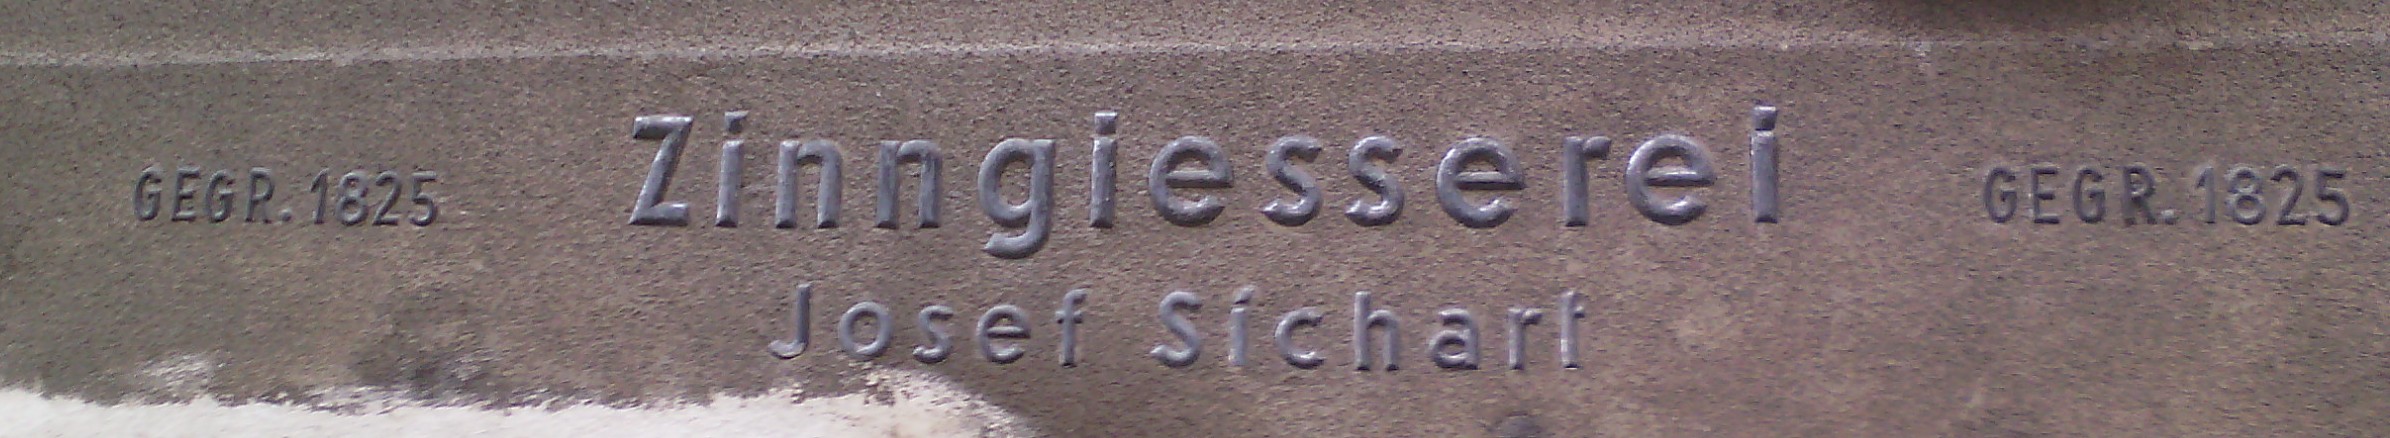 GEGR. 1825 Zinngiesserei GEGR. 1825
Josef Sichart